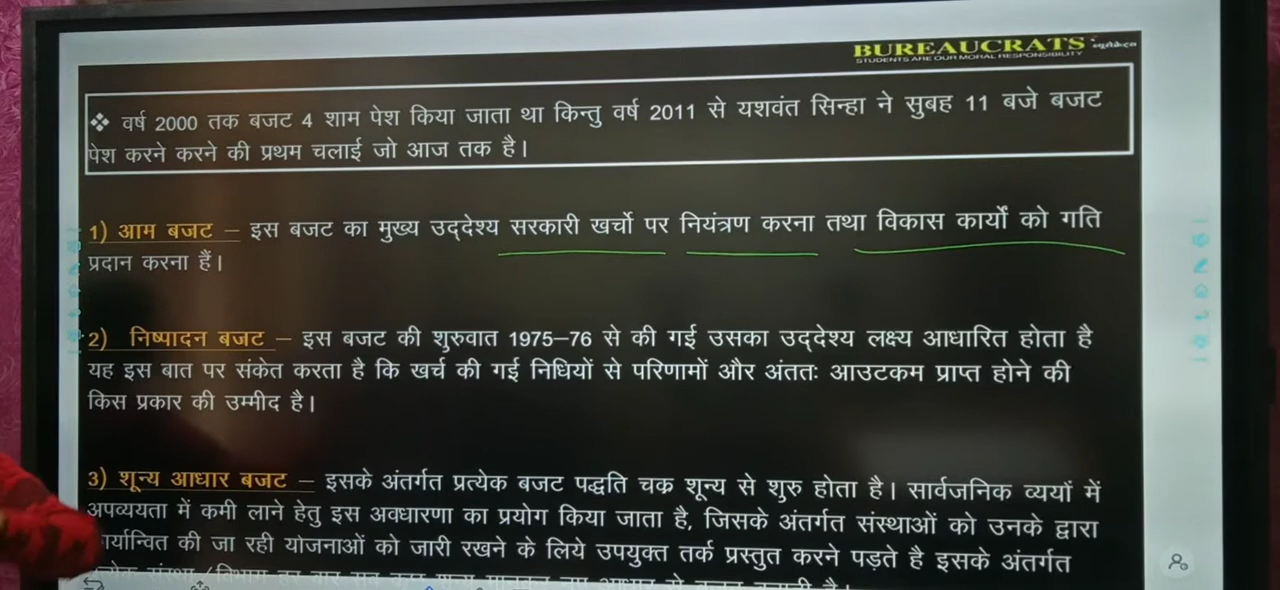 BUREAUCRATS ब्यूरोक्रेट्स
STUDENTS ARE OUR MORAL RESPONSIBILITY
❖ वर्ष 2000 तक बजट 4 शाम पेश किया जाता था किन्तु वर्ष 2011 से यशवंत सिन्हा ने सुबह 11 बजे बजट
पेश करने करने की प्रथम चलाई जो आज तक है।
1) आम बजट – इस बजट का मुख्य उद्देश्य सरकारी खर्चो पर नियंत्रण करना तथा विकास कार्यों को गति
प्रदान करना हैं।
2) निष्पादन बजट – इस बजट की शुरुवात 1975–76 से की गई उसका उद्देश्य लक्ष्य आधारित होता है
यह इस बात पर संकेत करता है कि खर्च की गई निधियों से परिणामों और अंततः आउटकम प्राप्त होने की
किस प्रकार की उम्मीद है।
3) शून्य आधार बजट – इसके अंतर्गत प्रत्येक बजट पद्धति चक्र शून्य से शुरु होता है। सार्वजनिक व्ययों में
अपव्ययता में कमी लाने हेतु इस अवधारणा का प्रयोग किया जाता है, जिसके अंतर्गत संस्थाओं को उनके द्वारा
र्यान्वित की जा रही योजनाओं को जारी रखने के लिये उपयुक्त तर्क प्रस्तुत करने पड़ते है इसके अंतर्गत